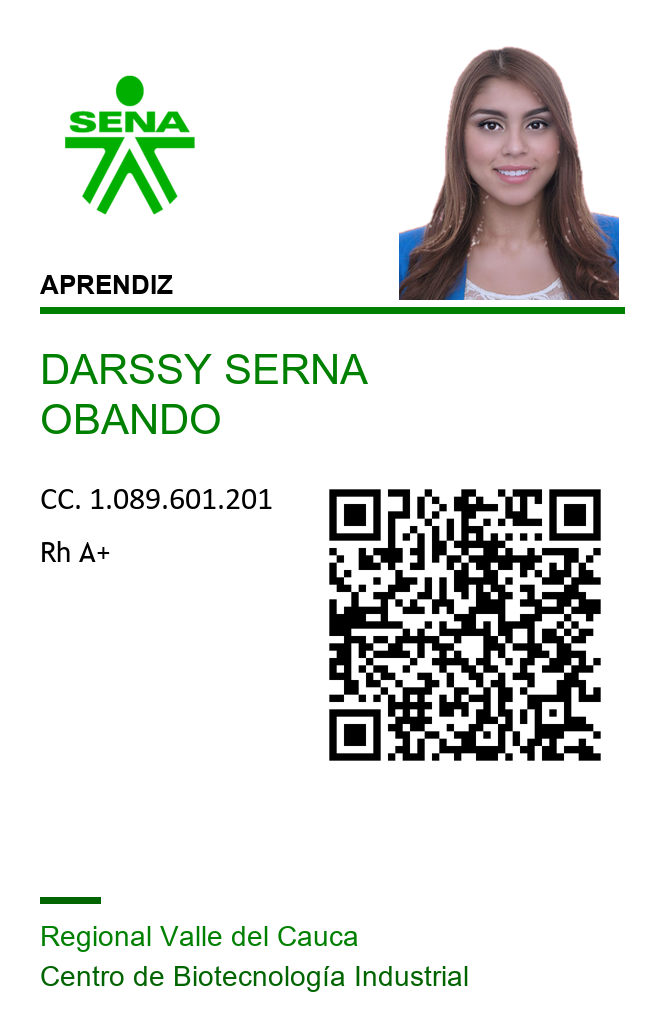 SENA
APRENDIZ
DARSSY SERNA
OBANDO
CC. 1.089.601.201
Rh A+
Regional Valle del Cauca
Centro de Biotecnología Industrial